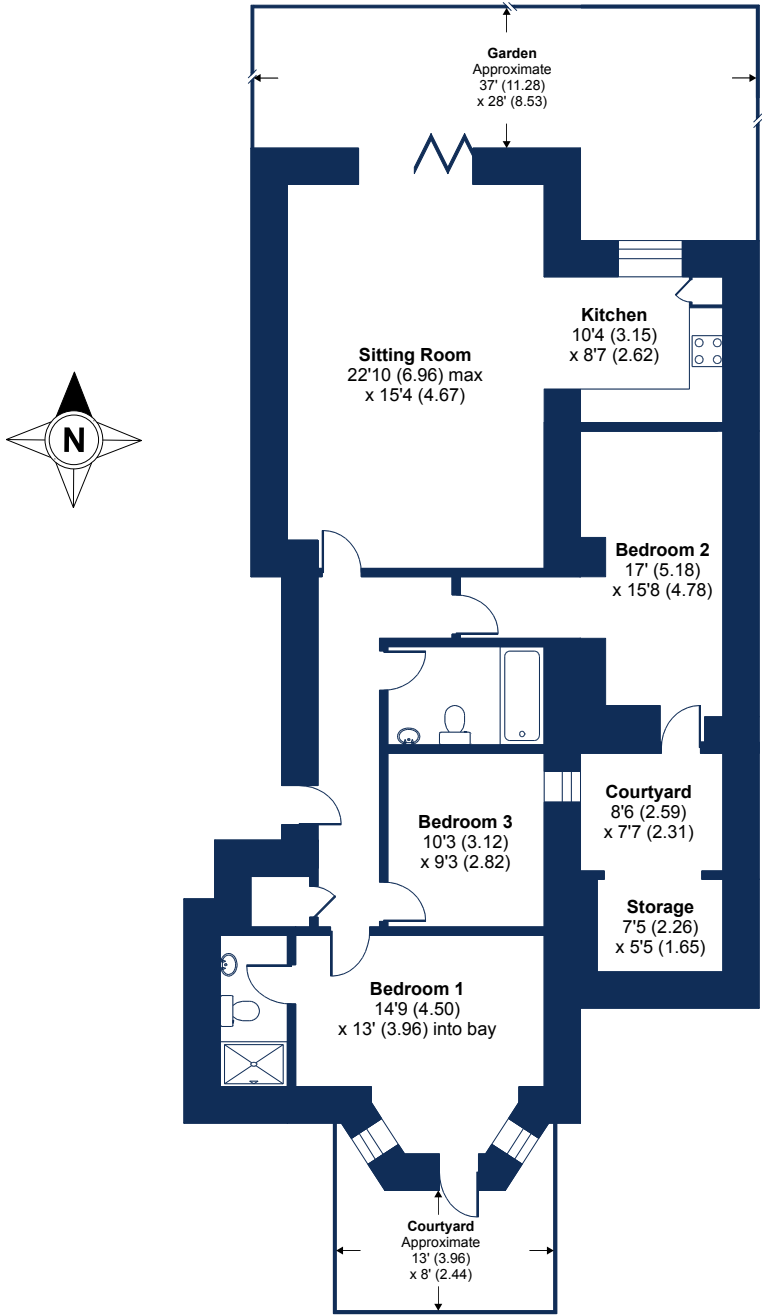 Garden
Approximate
37' (11.28)
x 28' (8.53)
Kitchen
10'4 (3.15)
x 8'7 (2.62)
Sitting Room
22'10 (6.96) max
x 15'4 (4.67)
N
Bedroom 2
17' (5.18)
x 15'8 (4.78)
Courtyard
8'6 (2.59)
x 7'7 (2.31)
Bedroom 3
10'3 (3.12)
x 9'3 (2.82)
Storage
7'5 (2.26)
x 5'5 (1.65)
Bedroom 1
14'9 (4.50)
x 13' (3.96) into bay
Courtyard
Approximate
13' (3.96)
x 8' (2.44)